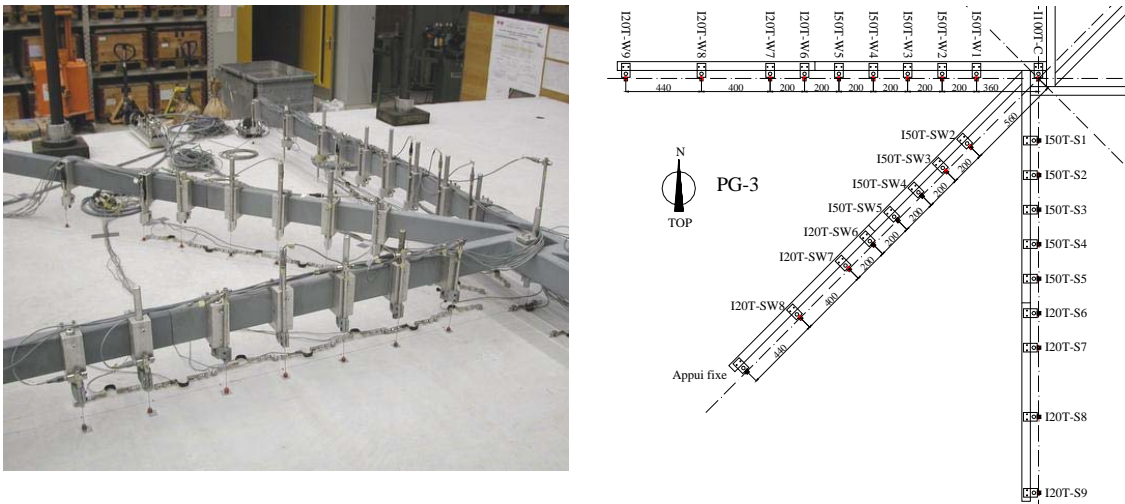 I20T-W9
I20T-W8
I20T-W7
I20T-W6
I50T-W5
I50T-W4
I50T-W3
I50T-W2
I50T-W1
I100T-C
440
400
200
200
200
200
200
200
360
560
I50T-SW2
200
I50T-SW3
200
I50T-SW4
200
I50T-SW5
200
I20T-SW6
200
I20T-SW7
400
I20T-SW8
440
Appui fixe
N
TOP
PG-3
I50T-S1
I50T-S2
I50T-S3
I50T-S4
I50T-S5
I20T-S6
I20T-S7
I20T-S8
I20T-S9